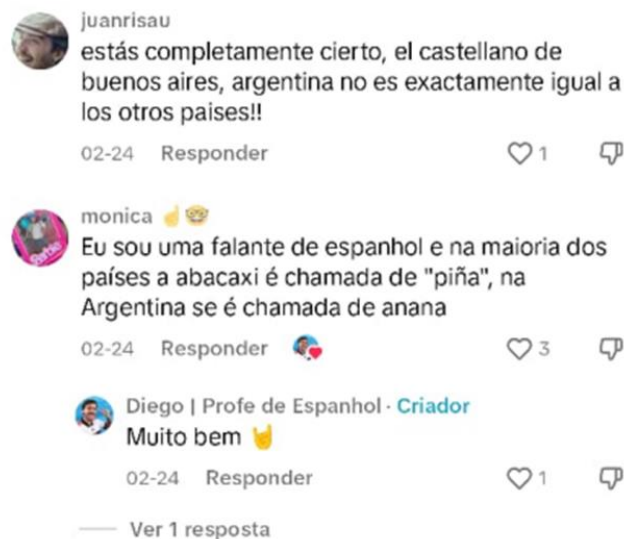 juanrisau
estás completamente cierto, el castellano de
buenos aires, argentina no es exactamente igual a
los otros paises!!
02-24 Responder 1
monica ☝️🤓
Eu sou uma falante de espanhol e na maioria dos
países a abacaxi é chamada de "piña", na
Argentina se é chamada de anana
02-24 Responder 3
Diego | Profe de Espanhol · Criador
Muito bem 🤘
02-24 Responder 1
Ver 1 resposta